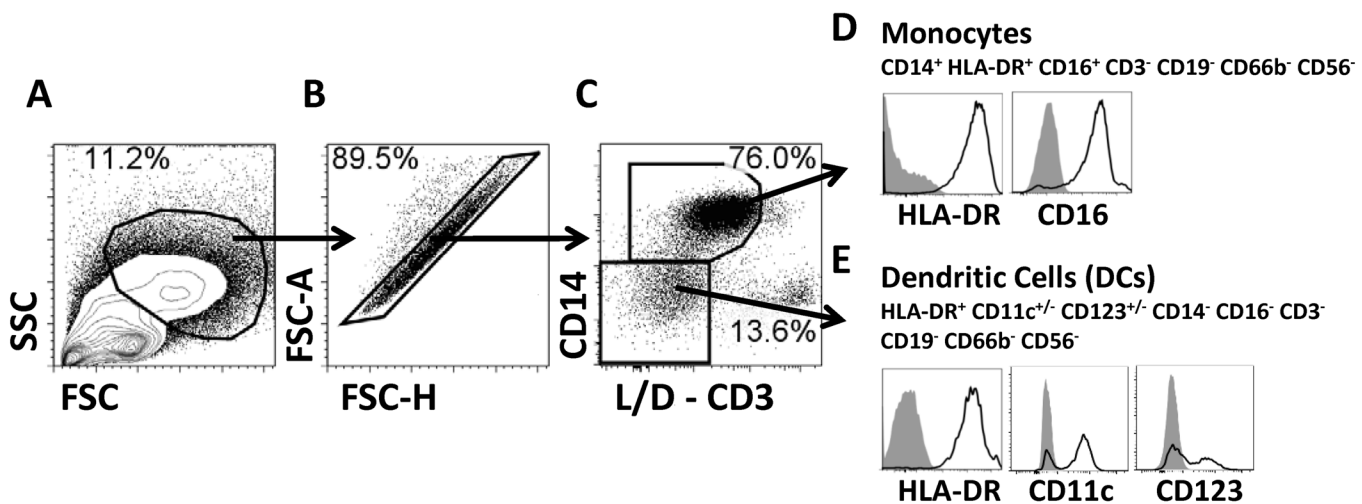 A
11.2%
SSC
FSC
B
89.5%
FSC-A
FSC-H
C
76.0%
13.6%
CD14
L/D - CD3
D
Monocytes
CD14⁺ HLA-DR⁺ CD16⁺ CD3⁻ CD19⁻ CD66b⁻ CD56⁻
HLA-DR CD16
E
Dendritic Cells (DCs)
HLA-DR⁺ CD11c⁺/⁻ CD123⁺/⁻ CD14⁻ CD16⁻ CD3⁻
CD19⁻ CD66b⁻ CD56⁻
HLA-DR CD11c CD123